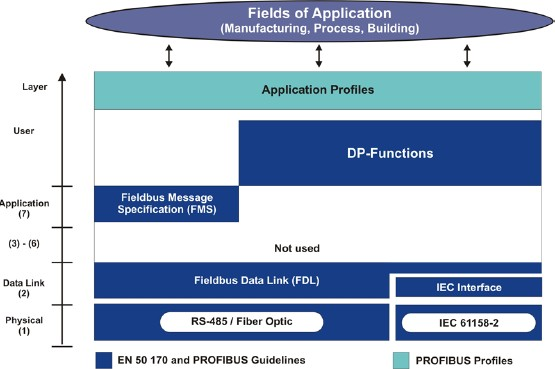 Fields of Application
(Manufacturing, Process, Building)
Layer
Application Profiles
User
DP-Functions
Application
(7)
Fieldbus Message
Specification (FMS)
(3) - (6)
Not used
Data Link
(2)
Fieldbus Data Link (FDL)
IEC Interface
Physical
(1)
RS-485 / Fiber Optic
IEC 61158-2
EN 50 170 and PROFIBUS Guidelines
PROFIBUS Profiles